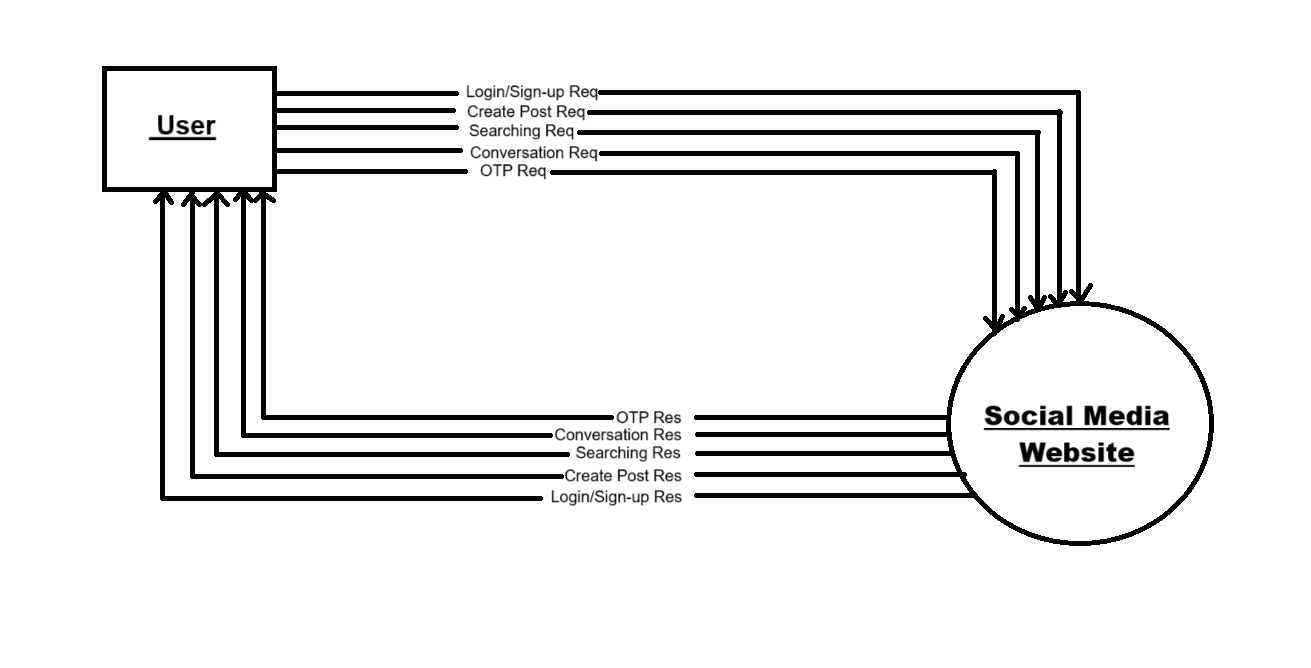 User
Login/Sign-up Req
Create Post Req
Searching Req
Conversation Req
OTP Req
OTP Res
Conversation Res
Searching Res
Create Post Res
Login/Sign-up Res
Social Media
Website